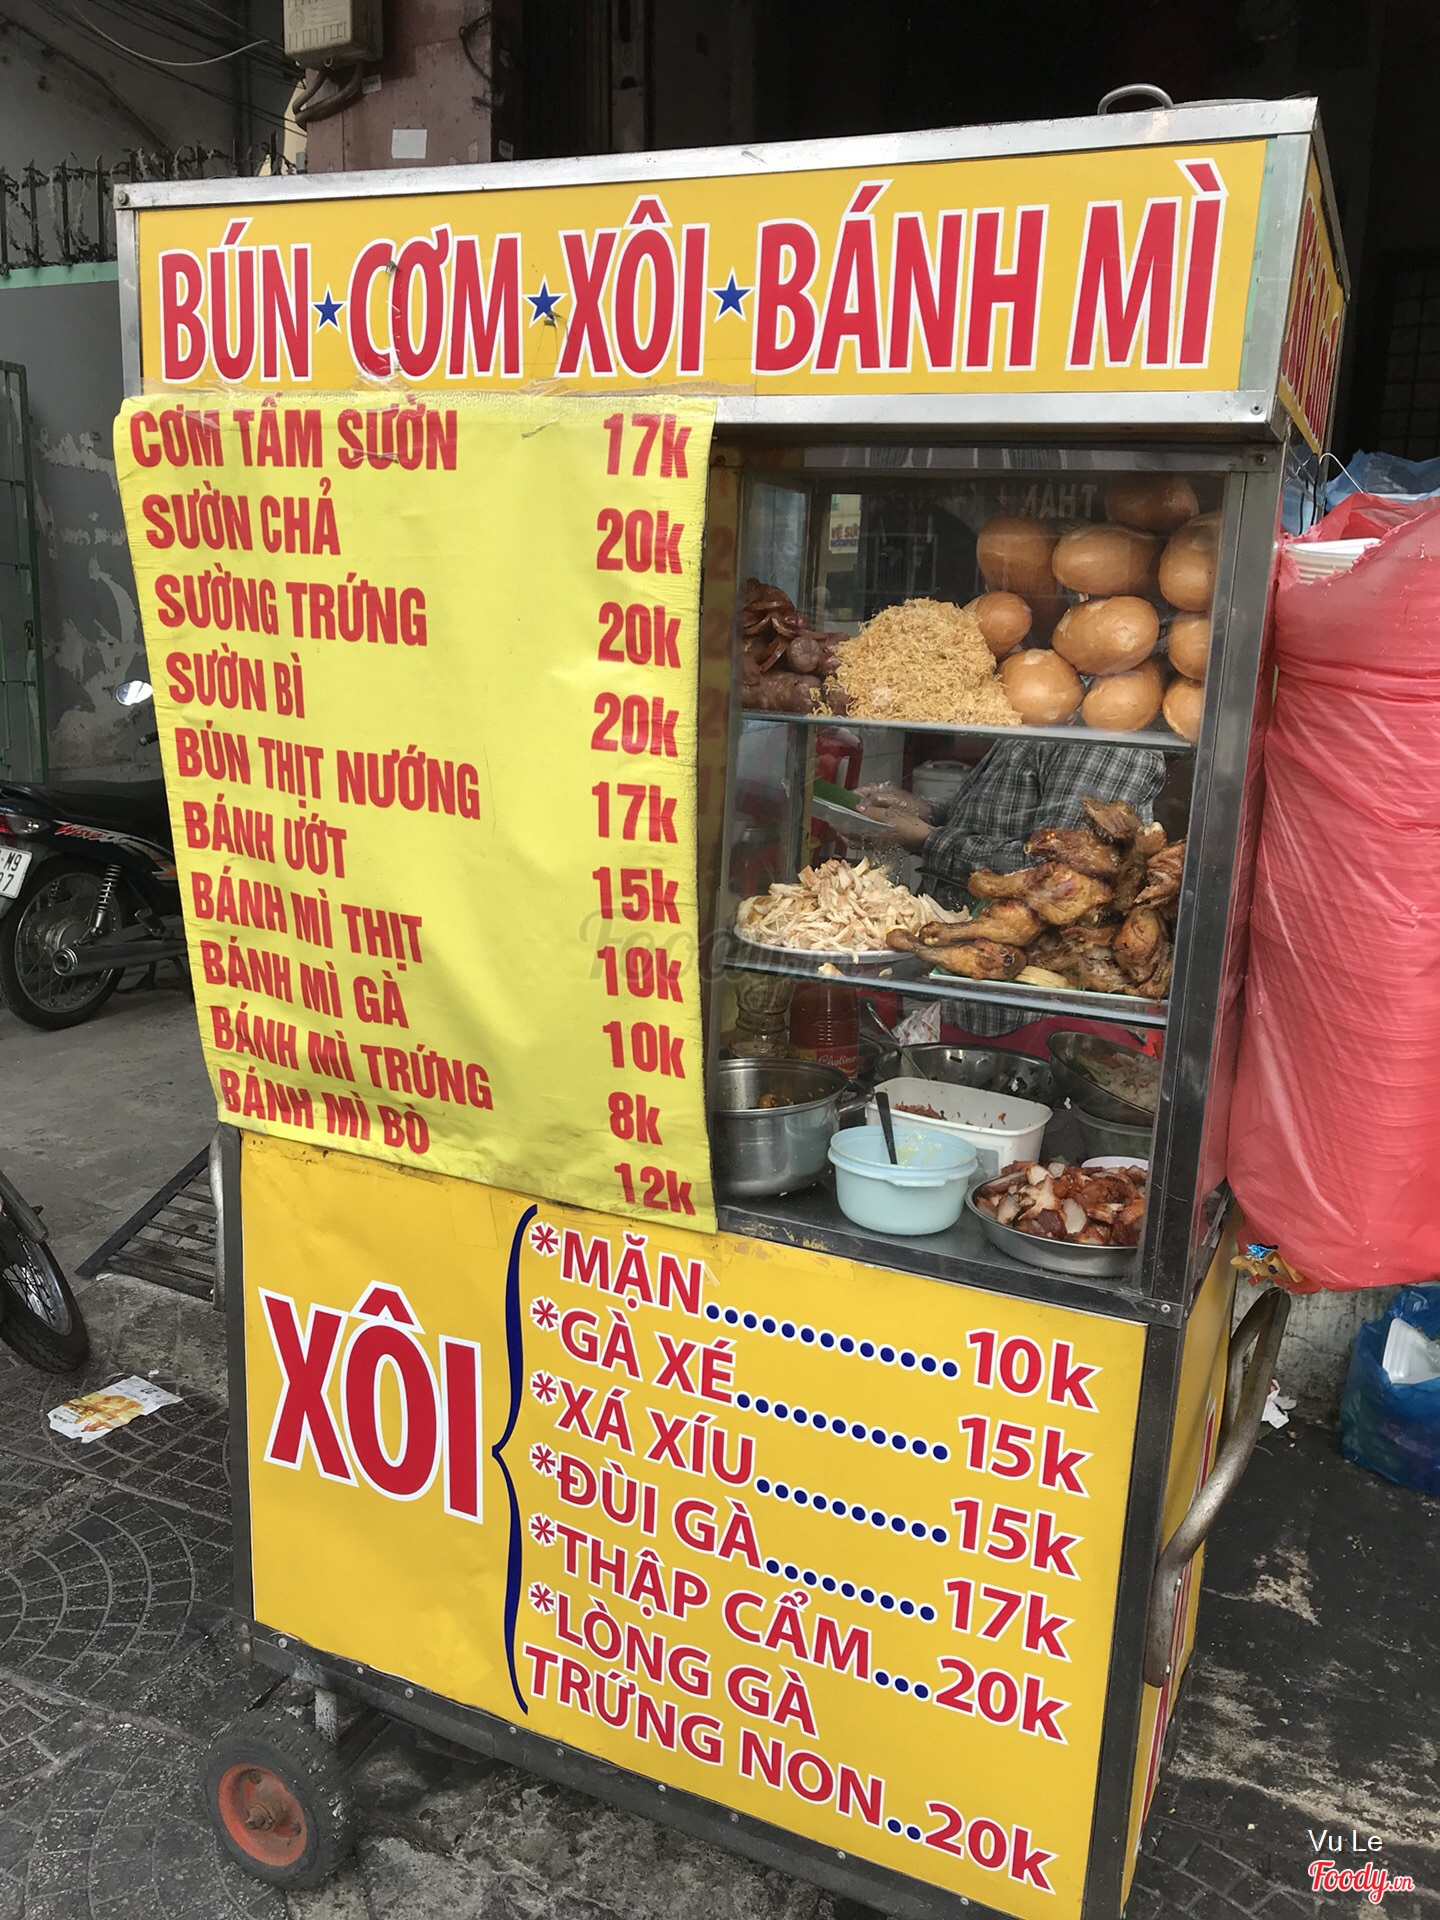 BÚN ★ CƠM ★ XÔI ★ BÁNH MÌ
CƠM TẤM SƯỜN 17k
SƯỜN CHẢ 20k
SƯỜNG TRỨNG 20k
SƯỜN BÌ 20k
BÚN THỊT NƯỚNG 17k
BÁNH ƯỚT 15k
BÁNH MÌ THỊT 10k
BÁNH MÌ GÀ 10k
BÁNH MÌ TRỨNG 8k
BÁNH MÌ BÒ 12k
XÔI
*MẶN.............10k
*GÀ XÉ...........15k
*XÁ XÍU..........15k
*ĐÙI GÀ.........17k
*THẬP CẨM...20k
*LÒNG GÀ
TRỨNG NON..20k
Cholimex
Foody.vn
Vu Le
Foody.vn